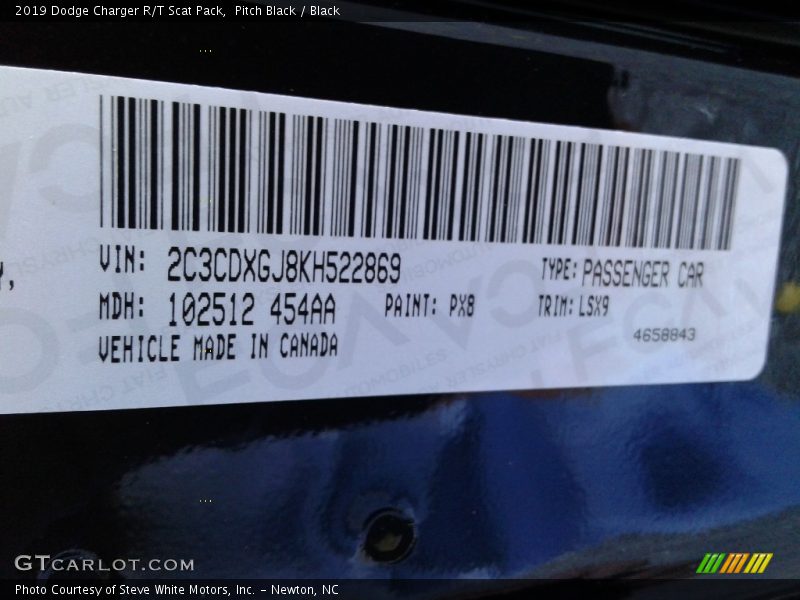 2019 Dodge Charger R/T Scat Pack,  Pitch Black / Black
VIN: 2C3CDXGJ8KH522869
TYPE: PASSENGER CAR
MDH: 102512 454AA
PAINT: PX8
TRIM: LSX9
VEHICLE MADE IN CANADA
4658843
GTCARLOT.COM
Photo Courtesy of Steve White Motors, Inc. – Newton, NC